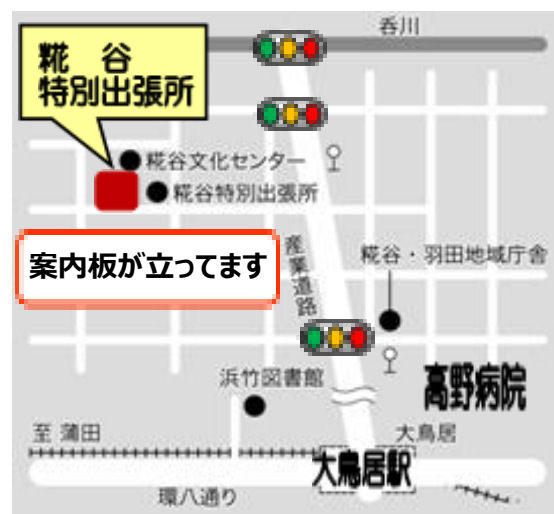 呑川
糀 谷
特別出張所
糀谷文化センター
糀谷特別出張所
案内板が立ってます
産業道路
糀谷・羽田地域庁舎
浜竹図書館
高野病院
至 蒲田
大鳥居
大鳥居駅
環八通り